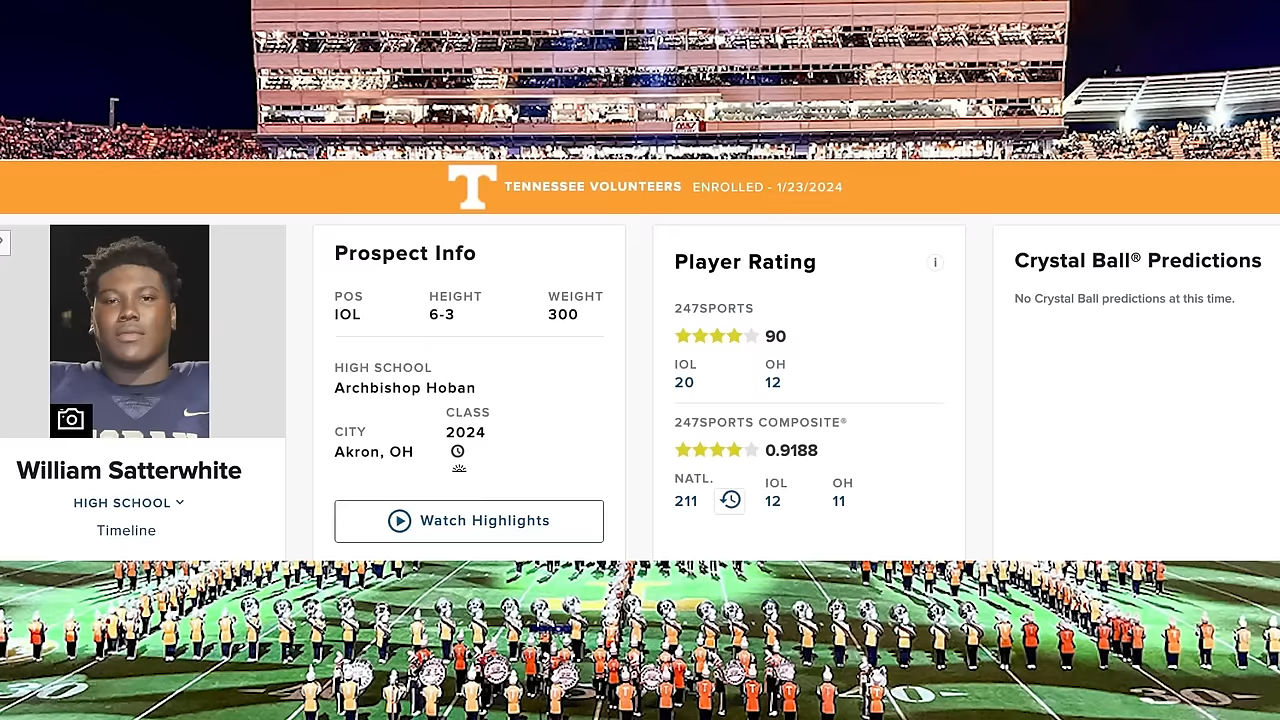 T TENNESSEE VOLUNTEERS ENROLLED - 1/23/2024
William Satterwhite
HIGH SCHOOL
Timeline
Prospect Info
POS HEIGHT WEIGHT
IOL 6-3 300
HIGH SCHOOL
Archbishop Hoban
CLASS
2024
CITY
Akron, OH
Watch Highlights
Player Rating
247SPORTS
90
IOL OH
20 12
247SPORTS COMPOSITE®
0.9188
NATL. IOL OH
211 12 11
Crystal Ball® Predictions
No Crystal Ball predictions at this time.
30
40-
30-